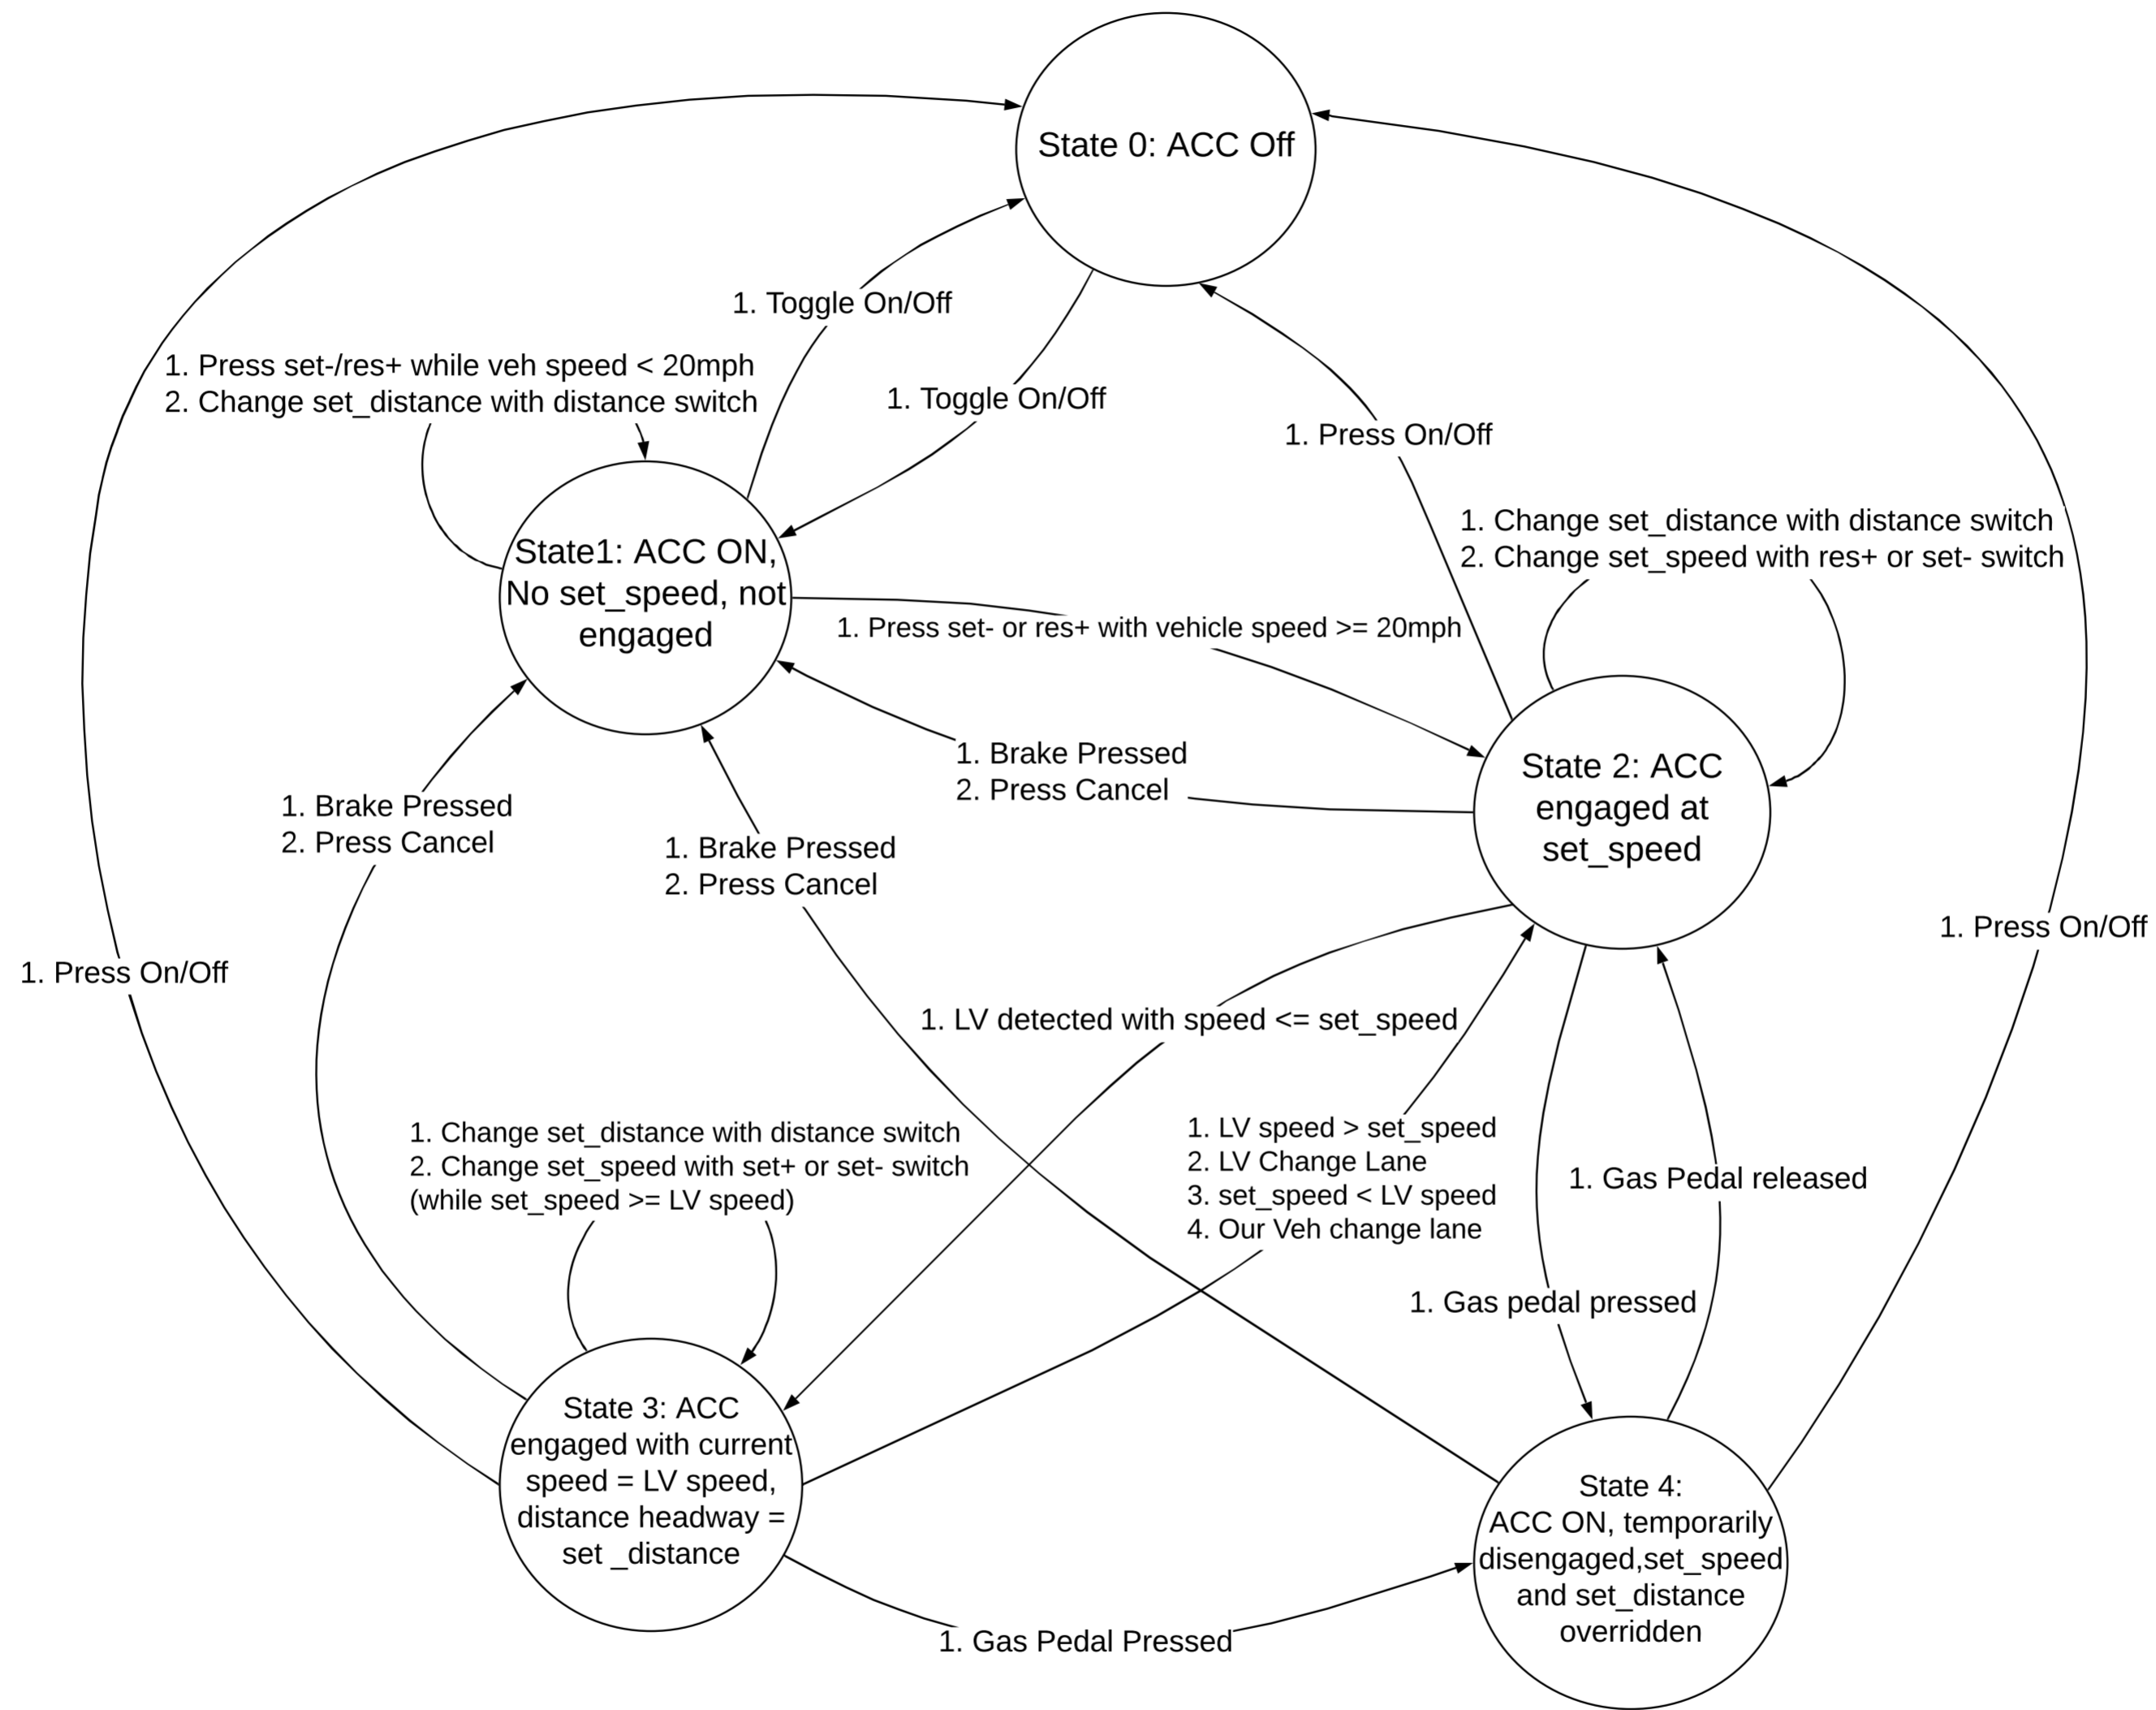 State 0: ACC Off
1. Toggle On/Off
1. Press set-/res+ while veh speed < 20mph
2. Change set_distance with distance switch
1. Toggle On/Off
1. Press On/Off
1. Change set_distance with distance switch
2. Change set_speed with res+ or set- switch
State1: ACC ON,
No set_speed, not
engaged
1. Press set- or res+ with vehicle speed >= 20mph
1. Brake Pressed
2. Press Cancel
State 2: ACC
engaged at
set_speed
1. Brake Pressed
2. Press Cancel
1. Brake Pressed
2. Press Cancel
1. Press On/Off
1. Press On/Off
1. LV detected with speed <= set_speed
1. Change set_distance with distance switch
2. Change set_speed with set+ or set- switch
(while set_speed >= LV speed)
1. LV speed > set_speed
2. LV Change Lane
3. set_speed < LV speed
4. Our Veh change lane
1. Gas Pedal released
1. Gas pedal pressed
State 3: ACC
engaged with current
speed = LV speed,
distance headway =
set _distance
State 4:
ACC ON, temporarily
disengaged,set_speed
and set_distance
overridden
1. Gas Pedal Pressed